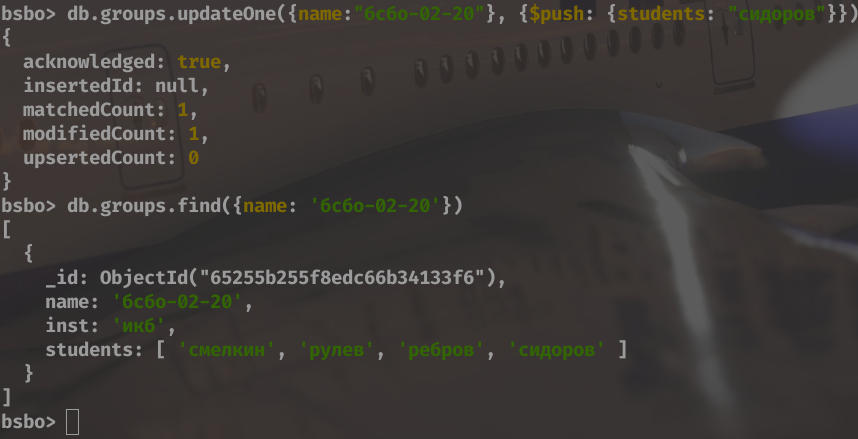 bsbo> db.groups.updateOne({name:"бсбо-02-20"}, {$push: {students: "сидоров"}})
{
  acknowledged: true,
  insertedId: null,
  matchedCount: 1,
  modifiedCount: 1,
  upsertedCount: 0
}
bsbo> db.groups.find({name: 'бсбо-02-20'})
[
  {
    _id: ObjectId("65255b255f8edc66b34133f6"),
    name: 'бсбо-02-20',
    inst: 'икб',
    students: [ 'смелкин', 'рулев', 'ребров', 'сидоров' ]
  }
]
bsbo>